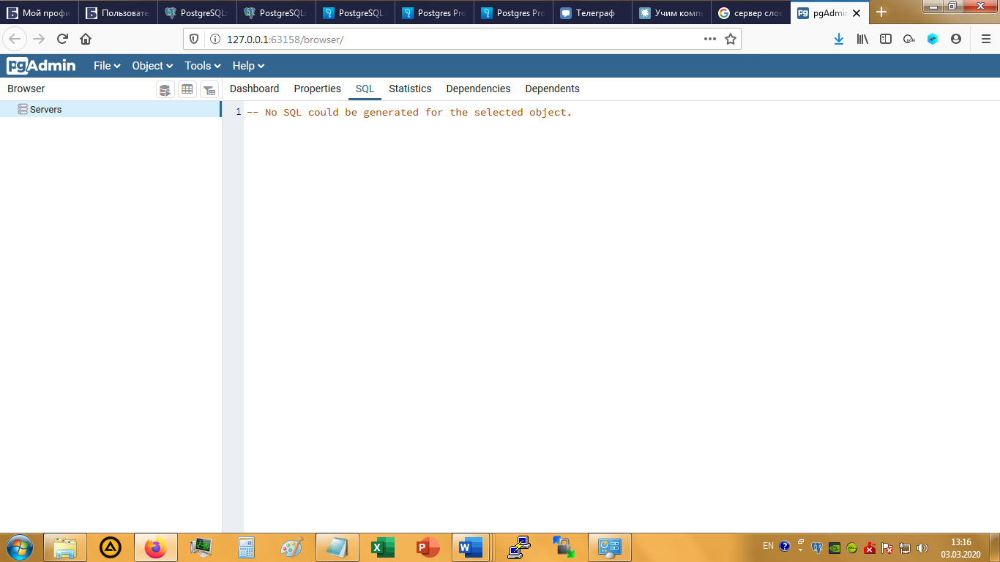 Мой профи
Пользовате
PostgreSQL:
PostgreSQL:
PostgreSQL :
Postgres Pro
Postgres Pro
Телеграф
Учим комп
сервер слов
pgAdmin
127.0.0.1:63158/browser/
pgAdmin
File
Object
Tools
Help
Browser
Dashboard
Properties
SQL
Statistics
Dependencies
Dependents
Servers
1
-- No SQL could be generated for the selected object.
EN
13:16
03.03.2020